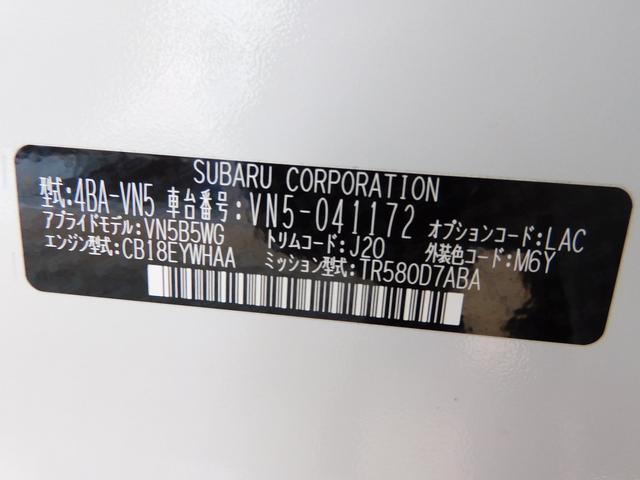 SUBARU CORPORATION
型式:4BA-VN5 車台番号:VN5-041172 オプションコード:LAC
アプライドモデル:VN5B5WG トリムコード:J20 外装色コード:M6Y
エンジン型式:CB18EYWHAA ミッション型式:TR580D7ABA